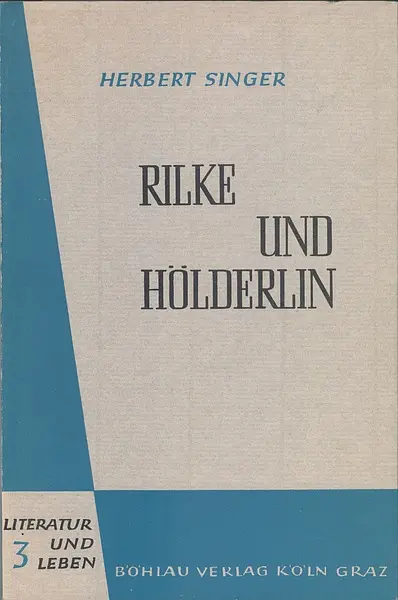 HERBERT SINGER
RILKE
UND
HÖLDERLIN
LITERATUR
3 UND
LEBEN
BÖHLAU VERLAG KÖLN GRAZ